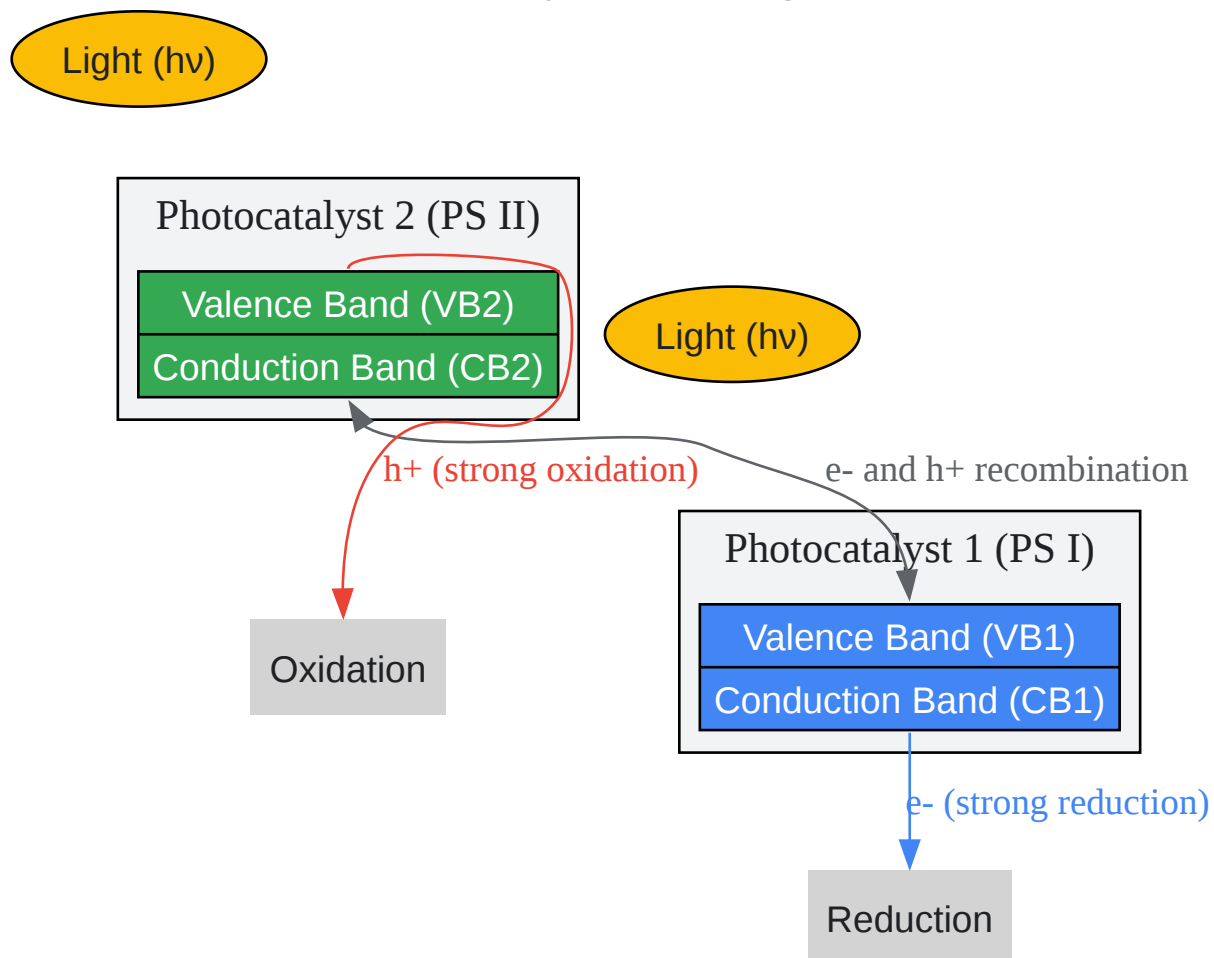 Light (hν)
Photocatalyst 2 (PS II)
Valence Band (VB2)
Conduction Band (CB2)
Light (hν)
h+ (strong oxidation)
e- and h+ recombination
Photocatalyst 1 (PS I)
Valence Band (VB1)
Conduction Band (CB1)
Oxidation
e- (strong reduction)
Reduction